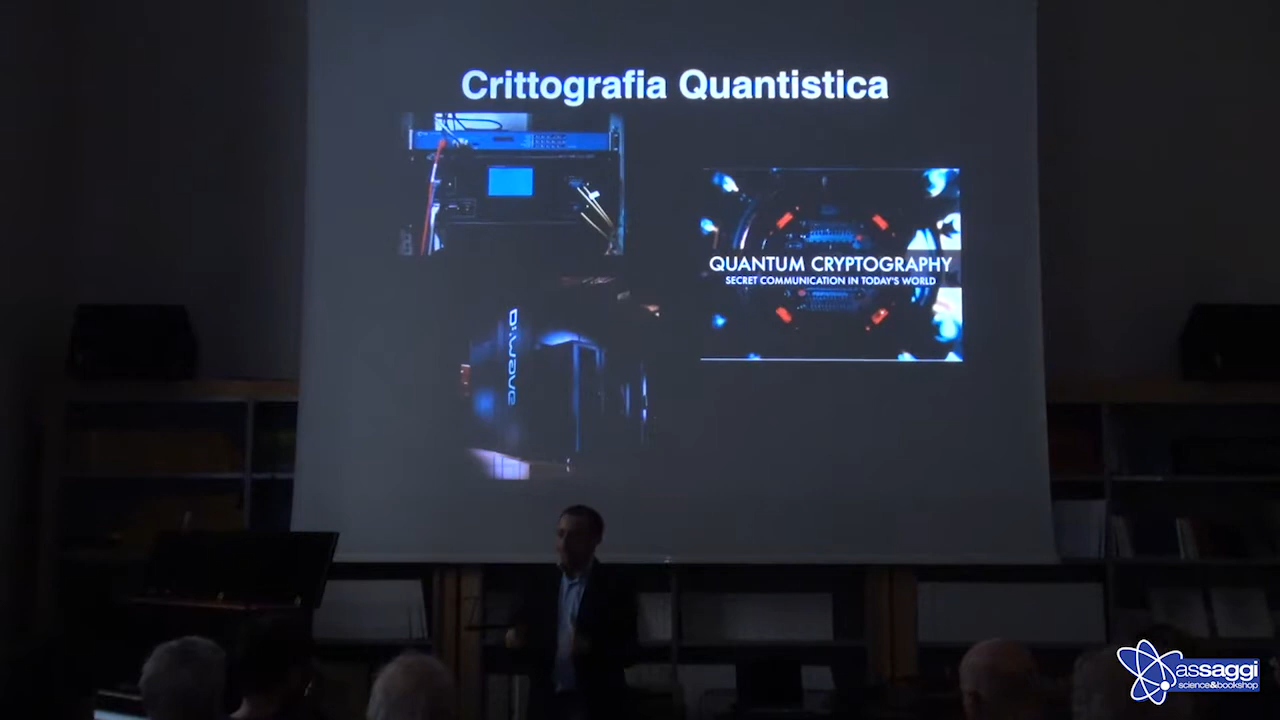 Crittografia Quantistica
QUANTUM CRYPTOGRAPHY
SECRET COMMUNICATION IN TODAY'S WORLD
D:wave
assaggi
science&bookshop